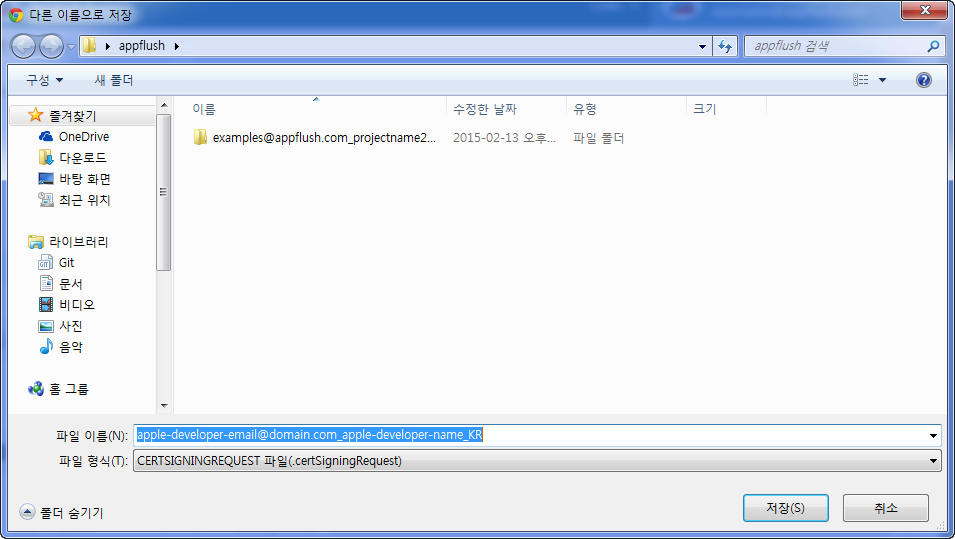 다른 이름으로 저장
appflush
appflush 검색
구성
새 폴더
이름
수정한 날짜
유형
크기
즐겨찾기
OneDrive
다운로드
바탕 화면
최근 위치
라이브러리
Git
문서
비디오
사진
음악
홈 그룹
examples@appflush.com_projectname2...
2015-02-13 오후...
파일 폴더
파일 이름(N):
apple-developer-email@domain.com_apple-developer-name_KR
파일 형식(T):
CERTSIGNINGREQUEST 파일(.certSigningRequest)
폴더 숨기기
저장(S)
취소